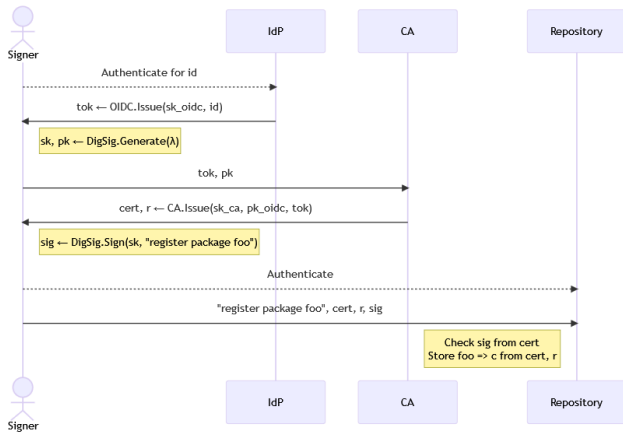 Signer
IdP
CA
Repository
Authenticate for id
tok ← OIDC.Issue(sk_oidc, id)
sk, pk ← DigSig.Generate(λ)
tok, pk
cert, r ← CA.Issue(sk_ca, pk_oidc, tok)
sig ← DigSig.Sign(sk, "register package foo")
Authenticate
"register package foo", cert, r, sig
Check sig from cert
Store foo => c from cert, r
Signer
IdP
CA
Repository